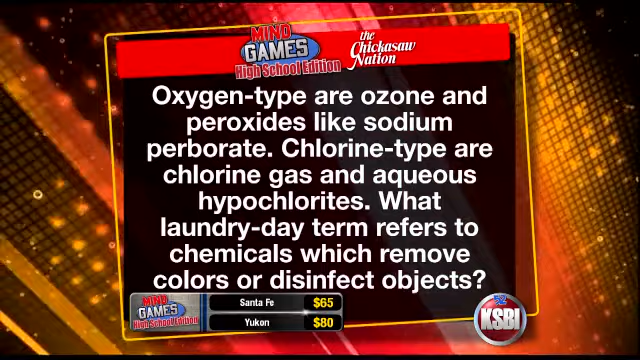 MIND
GAMES
High School Edition
the
Chickasaw
Nation
Oxygen-type are ozone and
peroxides like sodium
perborate. Chlorine-type are
chlorine gas and aqueous
hypochlorites. What
laundry-day term refers to
chemicals which remove
colors or disinfect objects?
MIND
GAMES
High School Edition
Santa Fe $65
Yukon $80
52
KSBI